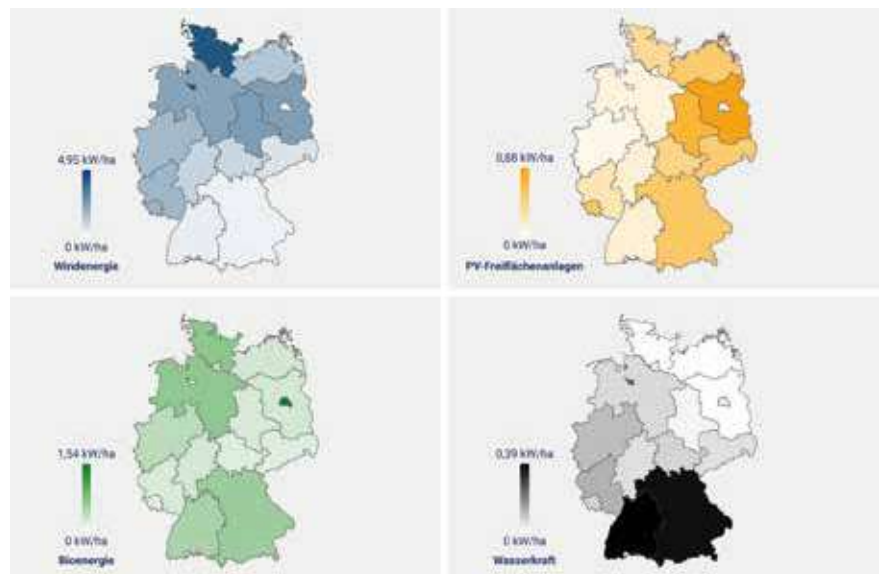 4,95 kW/ha
0 kW/ha
Windenergie
0,88 kW/ha
0 kW/ha
PV-Freiflächenanlagen
1,54 kW/ha
0 kW/ha
Bioenergie
0,39 kW/ha
0 kW/ha
Wasserkraft